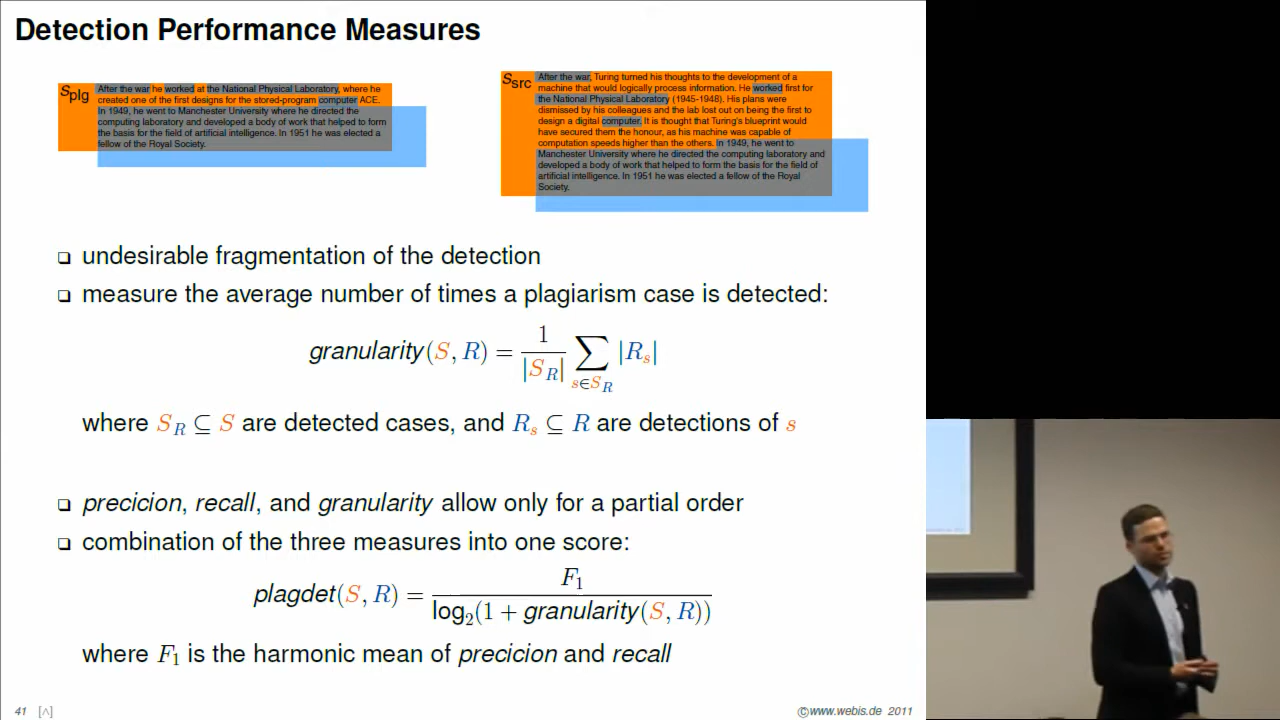 Detection Performance Measures
S_plg
After the war he worked at the National Physical Laboratory, where he
created one of the first designs for the stored-program computer ACE.
In 1949, he went to Manchester University where he directed the
computing laboratory and developed a body of work that helped to form
the basis for the field of artificial intelligence. In 1951 he was elected a
fellow of the Royal Society.
S_src
After the war, Turing turned his thoughts to the development of a
machine that would logically process information. He worked first for
the National Physical Laboratory (1945-1948). His plans were
dismissed by his colleagues and the lab lost out on being the first to
design a digital computer. It is thought that Turing's blueprint would
have secured them the honour, as his machine was capable of
computation speeds higher than the others. In 1949, he went to
Manchester University where he directed the computing laboratory and
developed a body of work that helped to form the basis for the field of
artificial intelligence. In 1951 he was elected a fellow of the Royal
Society.
❑ undesirable fragmentation of the detection
❑ measure the average number of times a plagiarism case is detected:
granularity(S, R) = 1/|S_R| ∑_{s∈S_R} |R_s|
where S_R ⊆ S are detected cases, and R_s ⊆ R are detections of s
❑ precicion, recall, and granularity allow only for a partial order
❑ combination of the three measures into one score:
plagdet(S, R) = F_1 / log_2(1 + granularity(S, R))
where F_1 is the harmonic mean of precicion and recall
41 [∧] ©www.webis.de 2011